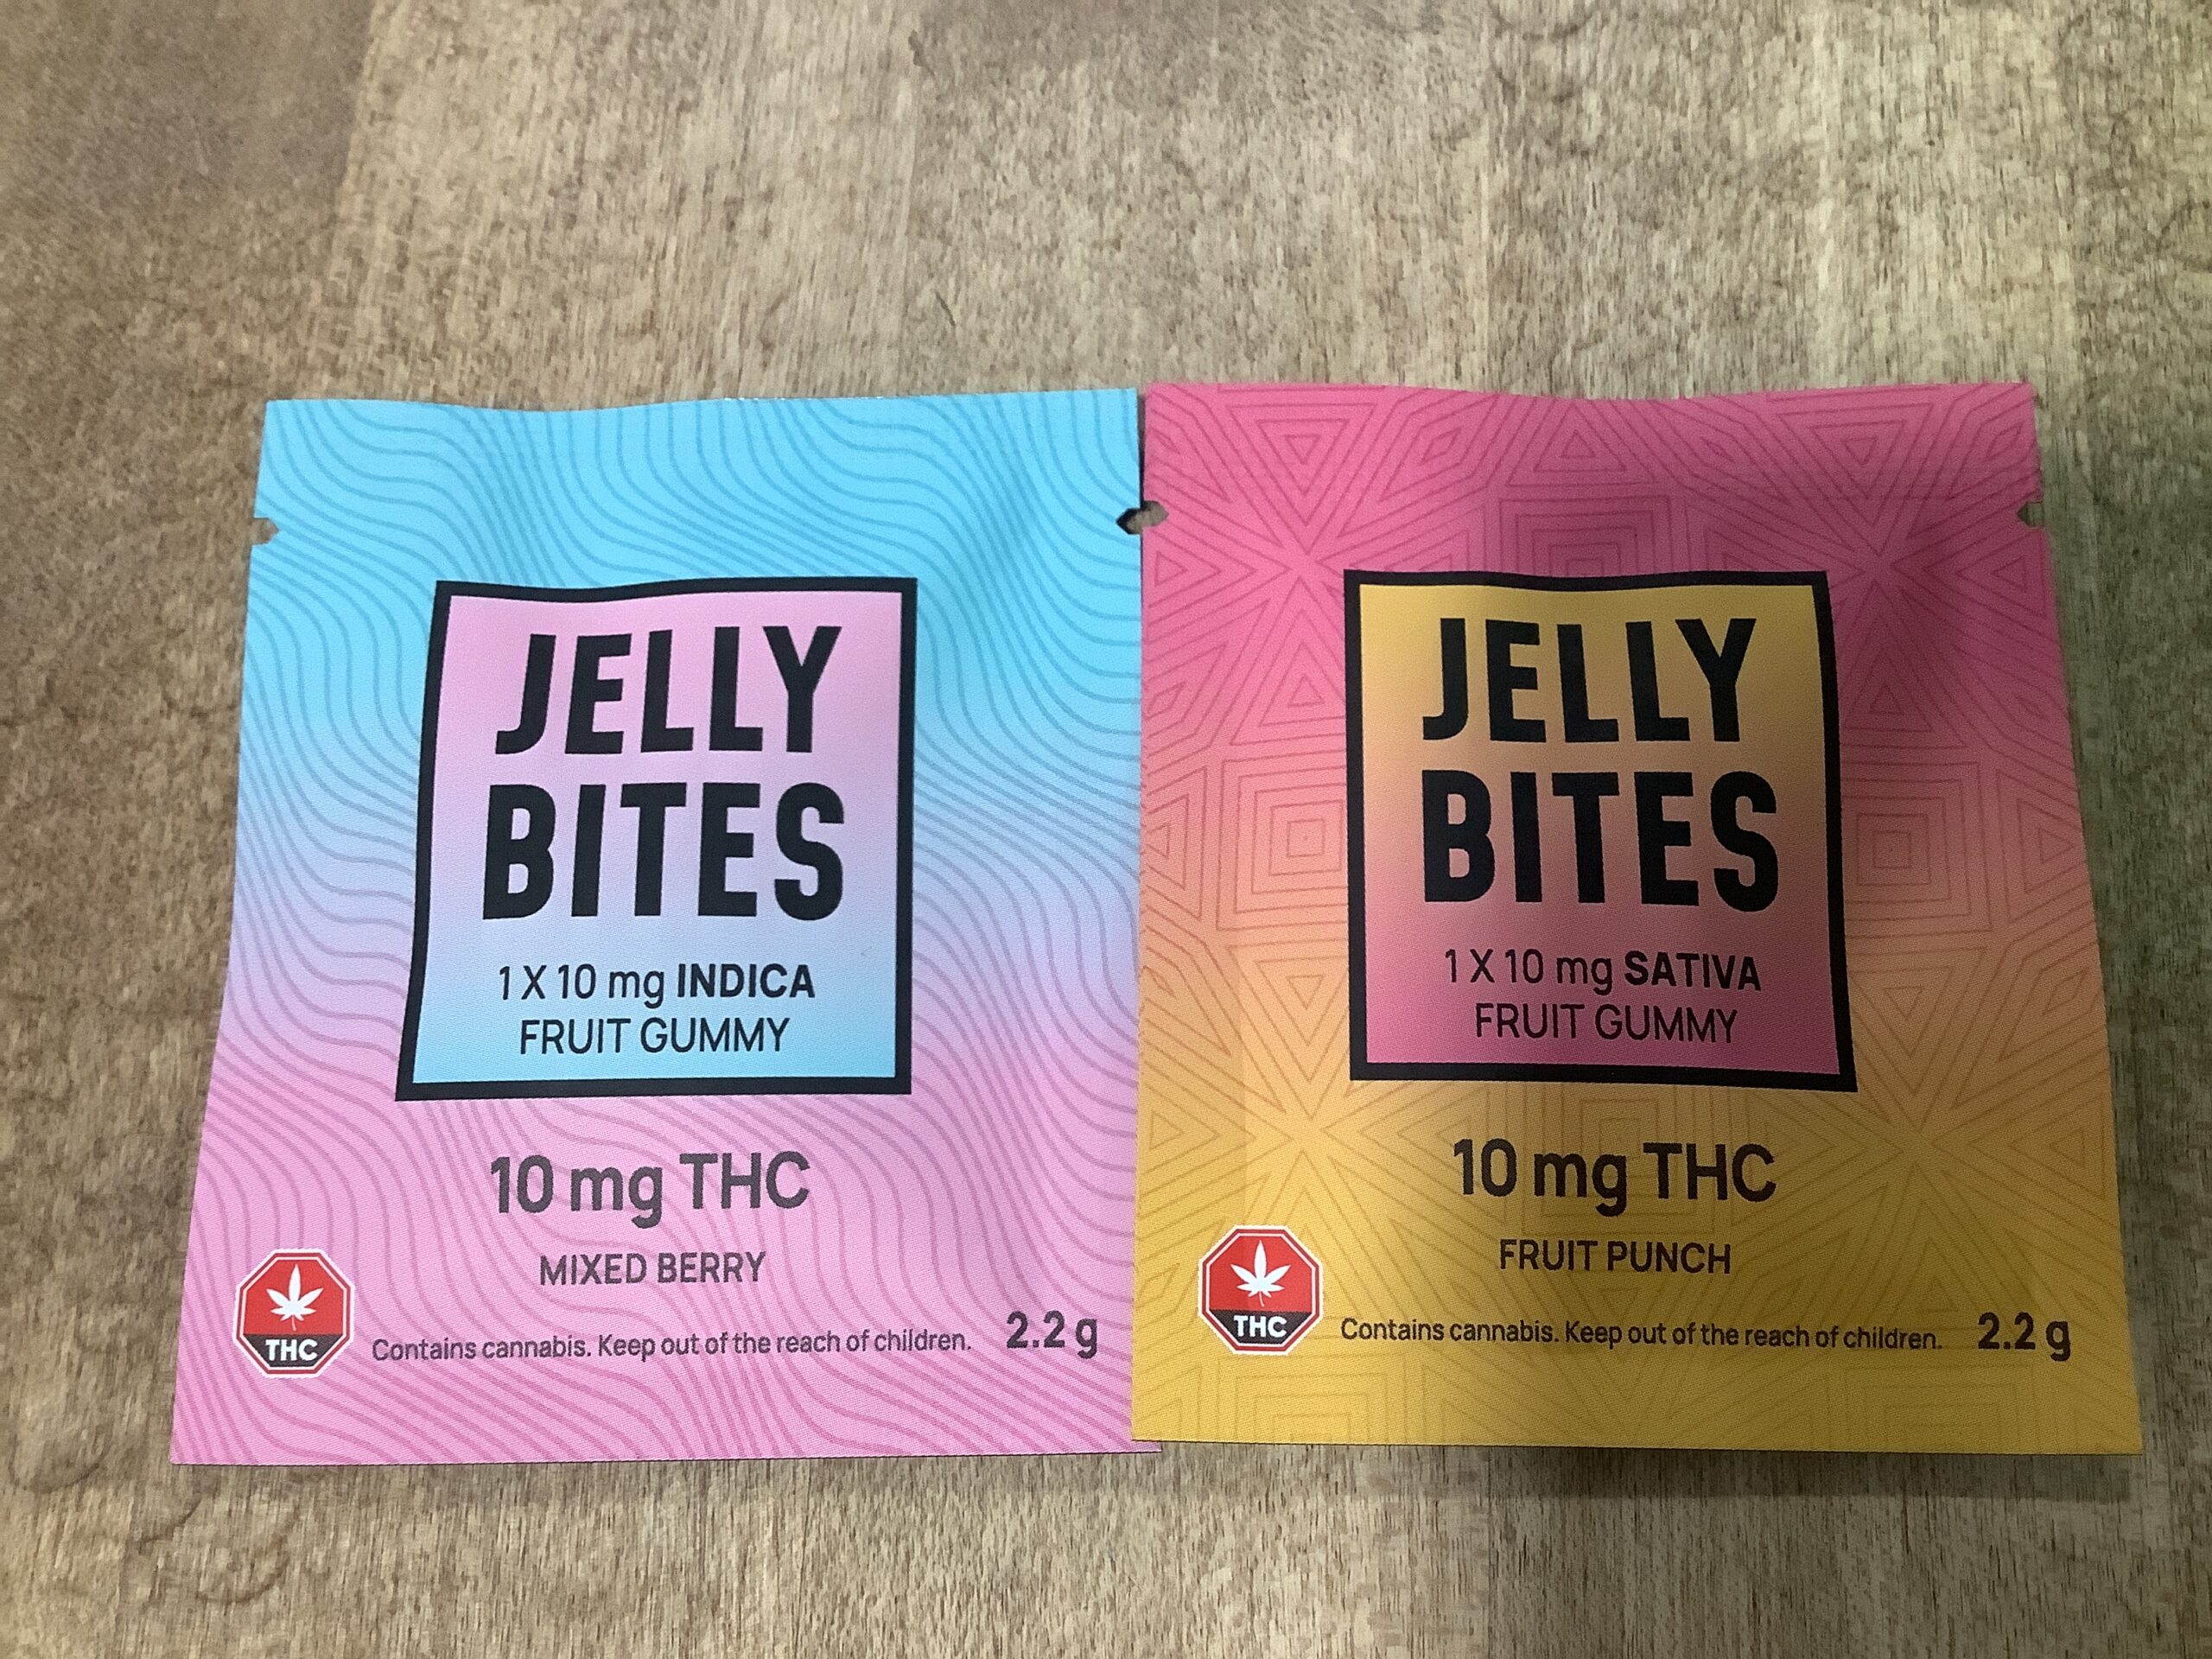 JELLY
BITES
1 X 10 mg INDICA
FRUIT GUMMY
10 mg THC
MIXED BERRY
THC
Contains cannabis. Keep out of the reach of children.
2.2 g
JELLY
BITES
1 X 10 mg SATIVA
FRUIT GUMMY
10 mg THC
FRUIT PUNCH
THC
Contains cannabis. Keep out of the reach of children.
2.2 g